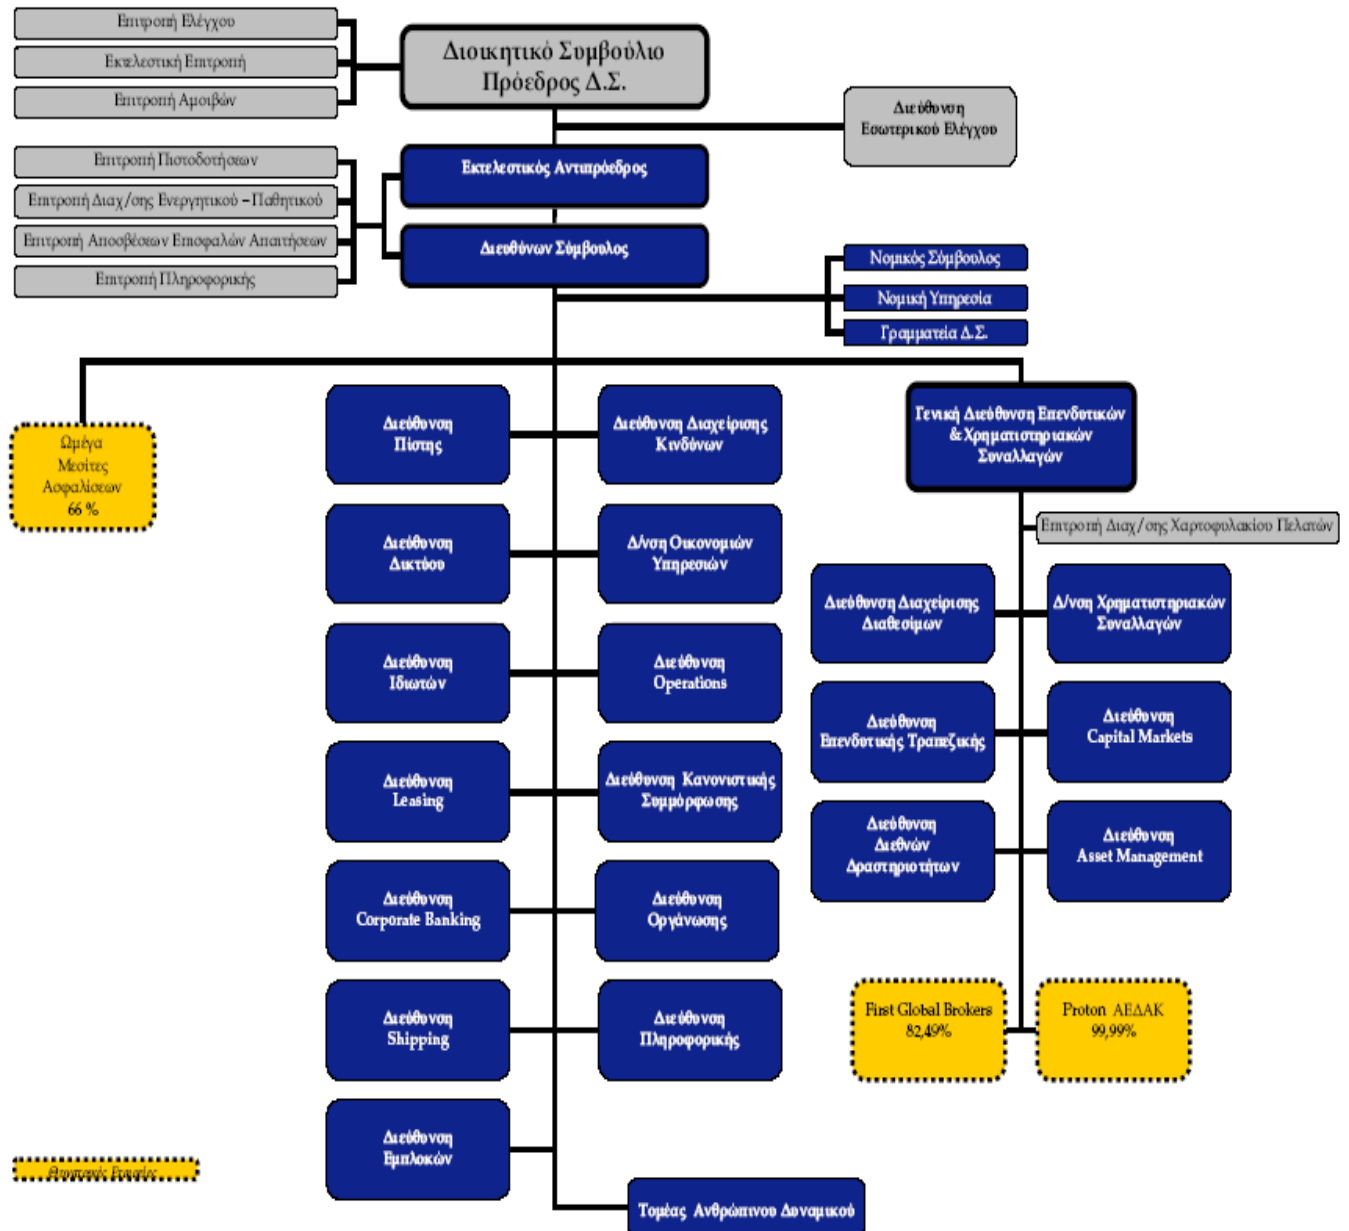 Επιτροπή Ελέγχου
Εκτελεστική Επιτροπή
Επιτροπή Αμοιβών
Διοικητικό Συμβούλιο
Πρόεδρος Δ.Σ.
Διεύθυνση
Εσωτερικού Ελέγχου
Επιτροπή Πιστοδοτήσεων
Επιτροπή Διαχ/σης Ενεργητικού – Παθητικού
Επιτροπή Αποσβέσεων Επισφαλών Απαιτήσεων
Επιτροπή Πληροφορικής
Εκτελεστικός Αντιπρόεδρος
Διευθύνων Σύμβουλος
Νομικός Σύμβουλος
Νομική Υπηρεσία
Γραμματεία Δ.Σ.
Ωμέγα
Μεσίτες
Ασφαλίσεων
66 %
Διεύθυνση
Πίστης
Διεύθυνση Διαχείρισης
Κινδύνων
Διεύθυνση
Δικτύου
Δ/νση Οικονομιών
Υπηρεσιών
Διεύθυνση
Ιδιωτών
Διεύθυνση
Operations
Διεύθυνση
Leasing
Διεύθυνση Κανονιστικής
Συμμόρφωσης
Διεύθυνση
Corporate Banking
Διεύθυνση
Οργάνωσης
Διεύθυνση
Shipping
Διεύθυνση
Πληροφορικής
Διεύθυνση
Εμπλοκών
Τομέας Ανθρώπινου Δυναμικού
Γενική Διεύθυνση Επενδυτικών
& Χρηματιστηριακών
Συναλλαγών
Επιτροπή Διαχ/σης Χαρτοφυλακίου Πελατών
Διεύθυνση Διαχείρισης
Διαθεσίμων
Δ/νση Χρηματιστηριακών
Συναλλαγών
Διεύθυνση
Επενδυτικής Τραπεζικής
Διεύθυνση
Capital Markets
Διεύθυνση
Διεθνών
Δραστηριοτήτων
Διεύθυνση
Asset Management
First Global Brokers
82,49%
Proton ΑΕΔΑΚ
99,99%
Θυγατρικές Εταιρίες